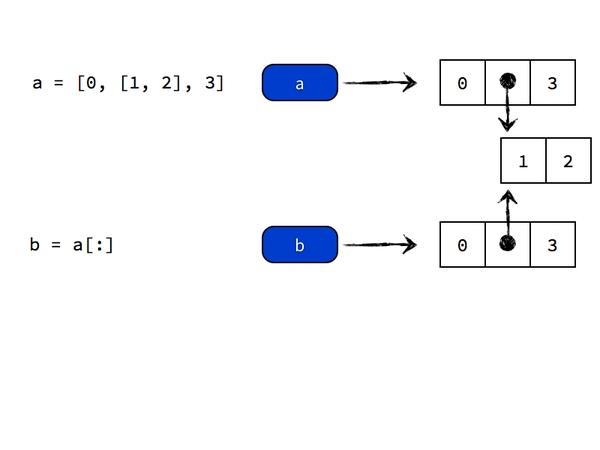 a = [0, [1, 2], 3]
a
0
3
1
2
b = a[:]
b
0
3